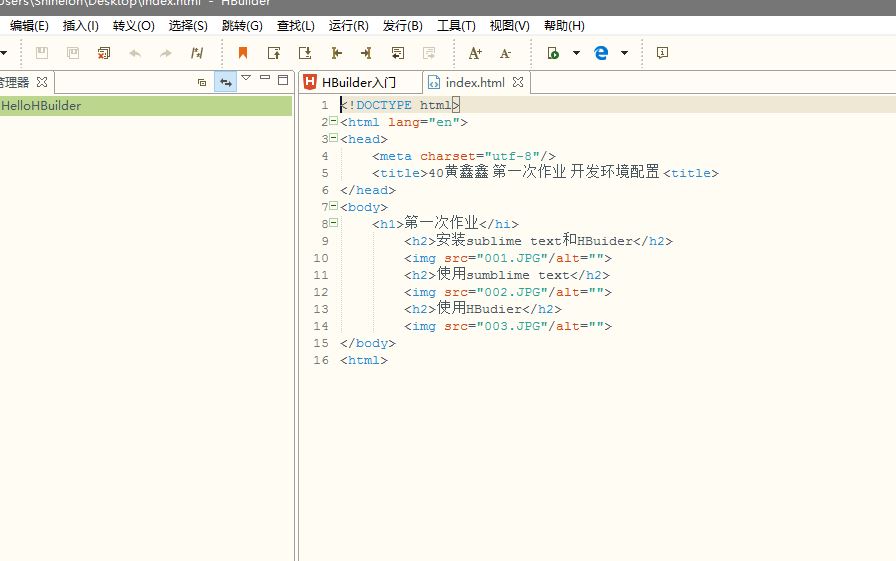 Users\Shinelon\Desktop\index.html - HBuilder
编辑(E) 插入(I) 转义(O) 选择(S) 跳转(G) 查找(L) 运行(R) 发行(B) 工具(T) 视图(V) 帮助(H)
管理器 HBuilder入门 index.html
HelloHBuilder
1 <!DOCTYPE html>
2 <html lang="en">
3 <head>
4 <meta charset="utf-8"/>
5 <title>40黄鑫鑫 第一次作业 开发环境配置 <title>
6 </head>
7 <body>
8 <h1>第一次作业</hi>
9 <h2>安装sublime text和HBuider</h2>
10 <img src="001.JPG"/alt="">
11 <h2>使用sumblime text</h2>
12 <img src="002.JPG"/alt="">
13 <h2>使用HBudier</h2>
14 <img src="003.JPG"/alt="">
15 </body>
16 <html>